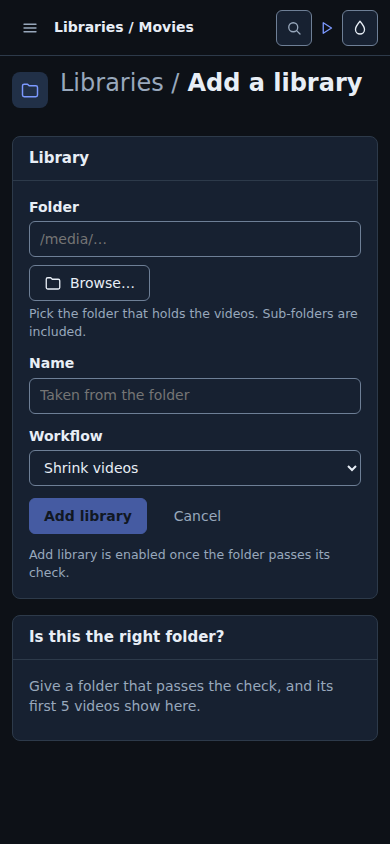 Libraries / Movies
Libraries / Add a library
Library
Folder
/media/...
Browse...
Pick the folder that holds the videos. Sub-folders are
included.
Name
Taken from the folder
Workflow
Shrink videos
Add library Cancel
Add library is enabled once the folder passes its
check.
Is this the right folder?
Give a folder that passes the check, and its
first 5 videos show here.